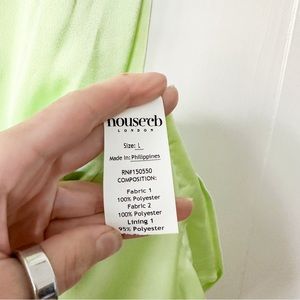 housecb
LONDON
Size: L
Made In: Philippines
RN#150550
COMPOSITION:
Fabric 1
100% Polyester
Fabric 2
100% Polyester
Lining 1
95% Polyester